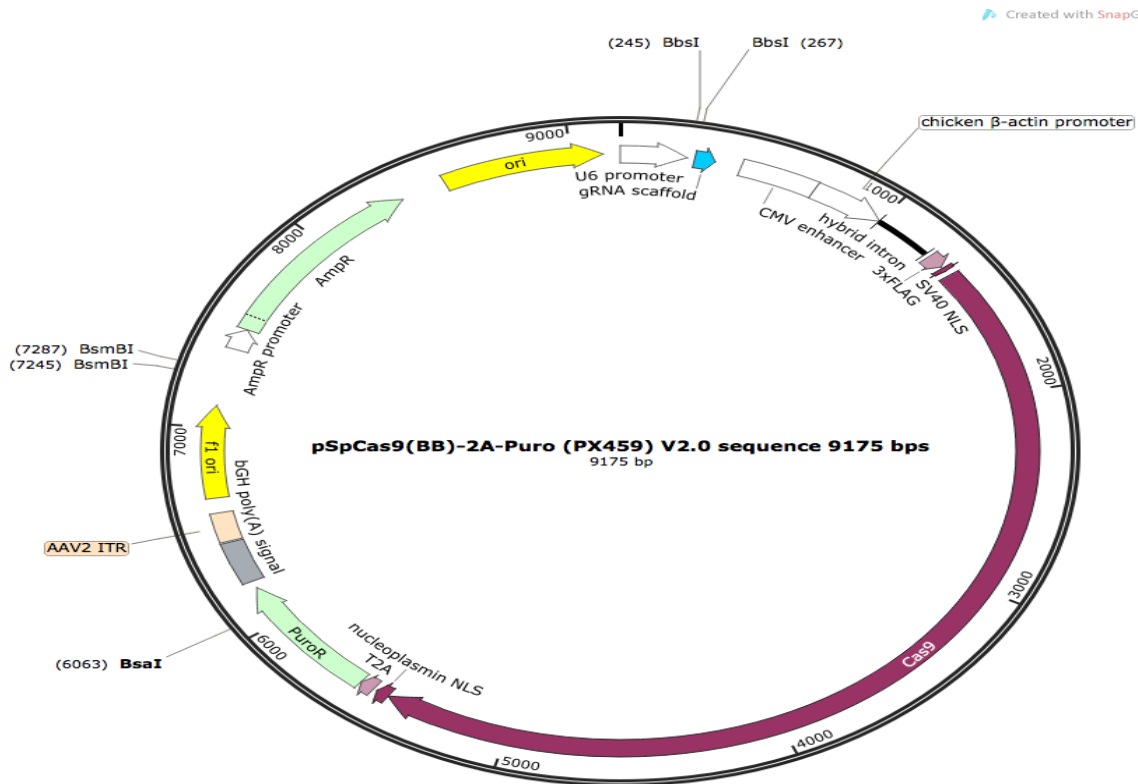 Created with SnapG
(245) BbsI
BbsI (267)
chicken β-actin promoter
9000
ori
U6 promoter
gRNA scaffold
1000
CMV enhancer
hybrid intron
3xFLAG
SV40 NLS
8000
AmpR
AmpR promoter
(7287) BsmBI
(7245) BsmBI
2000
7000
f1 ori
pSpCas9(BB)-2A-Puro (PX459) V2.0 sequence 9175 bps
9175 bp
bGH poly(A) signal
AAV2 ITR
3000
PuroR
6000
(6063) BsaI
nucleoplasmin NLS
T2A
Cas9
4000
5000